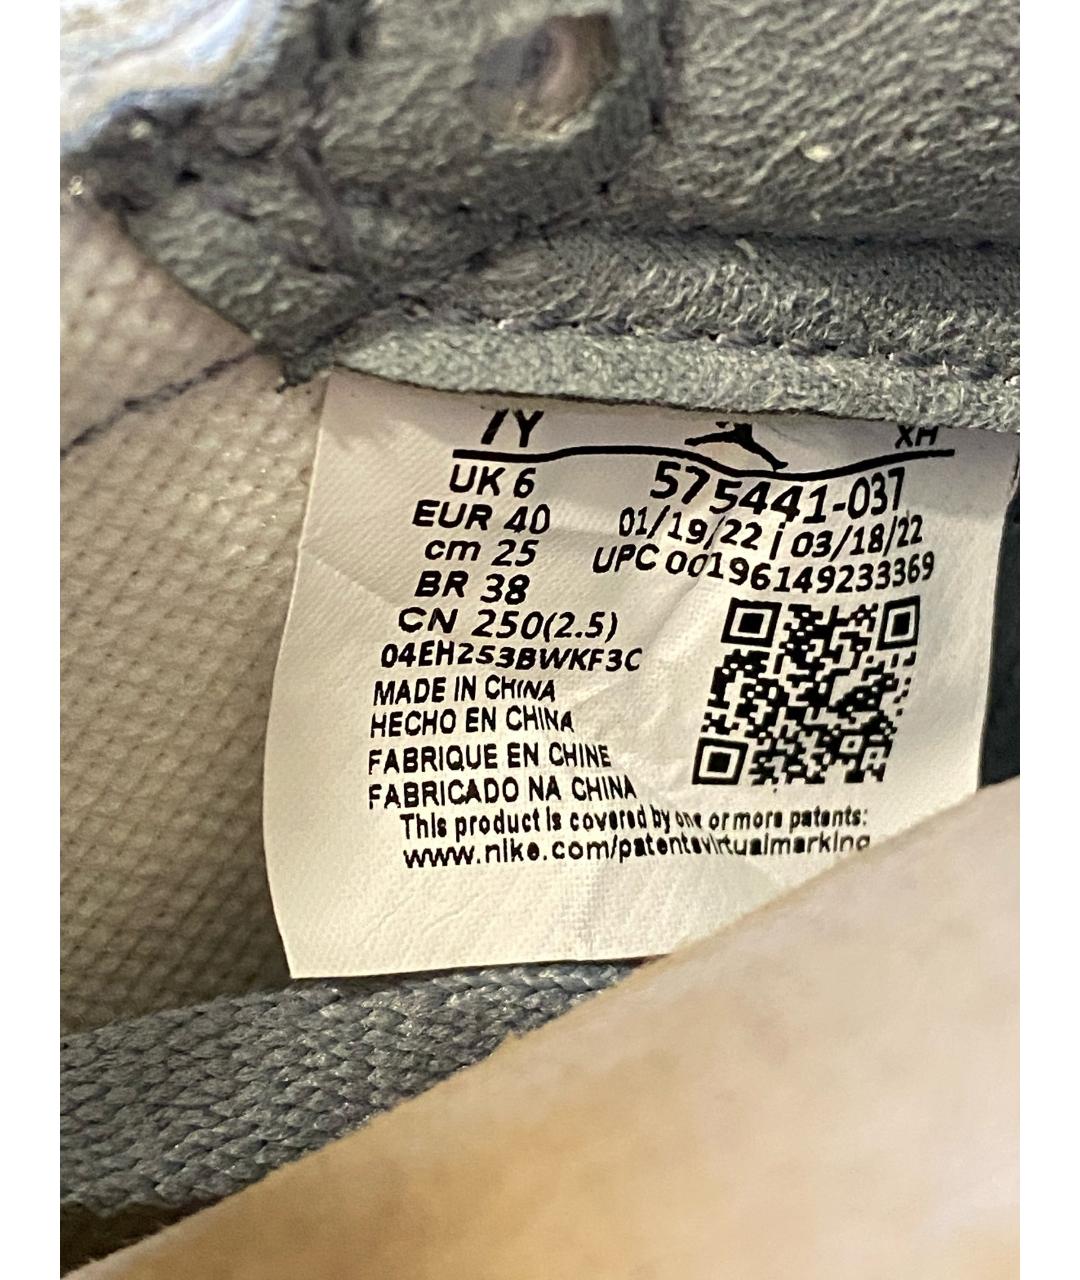 7Y XH
UK 6 575441-037
EUR 40 01/19/22 | 03/18/22
cm 25 UPC 00196149233369
BR 38
CN 250(2.5)
04EH253BWKF3C
MADE IN CHINA
HECHO EN CHINA
FABRIQUE EN CHINE
FABRICADO NA CHINA
This product is covered by one or more patents:
www.nike.com/patentsvirtualmarking